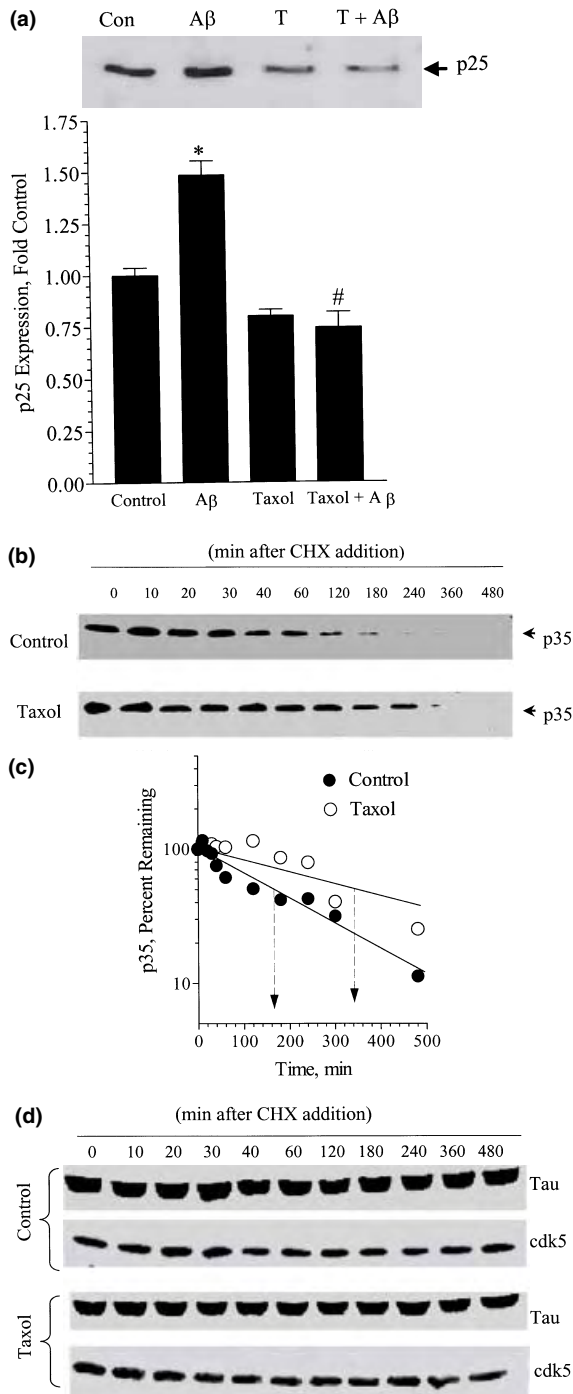 (a)
Con Aβ T T + Aβ
p25
1.75
1.50
1.25
1.00
0.75
0.50
0.25
0.00
p25 Expression, Fold Control
*
#
Control Aβ Taxol Taxol + A β
(b)
(min after CHX addition)
0 10 20 30 40 60 120 180 240 360 480
Control
p35
Taxol
p35
(c)
Control
Taxol
p35, Percent Remaining
100
10
0 100 200 300 400 500
Time, min
(d)
(min after CHX addition)
0 10 20 30 40 60 120 180 240 360 480
Control
Tau
cdk5
Taxol
Tau
cdk5